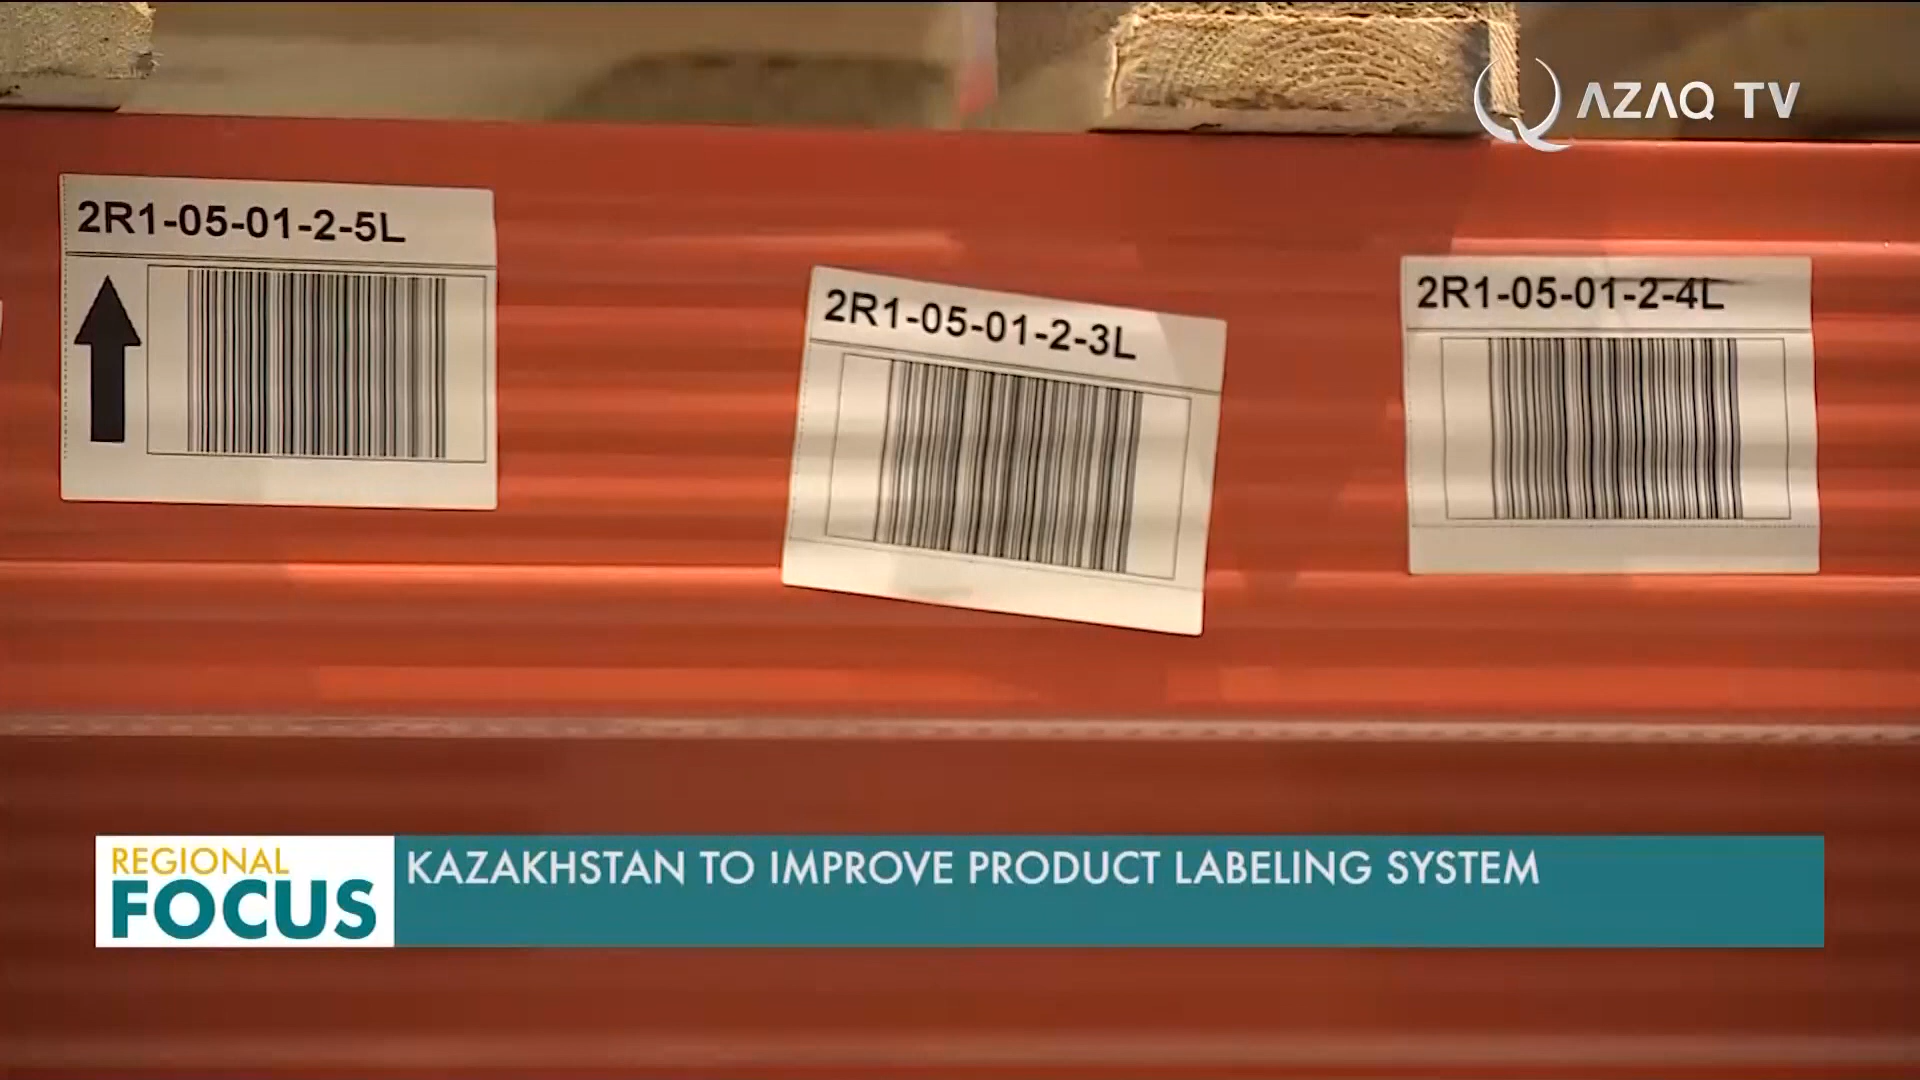 QAZAQ TV
2R1-05-01-2-5L
2R1-05-01-2-3L
2R1-05-01-2-4L
REGIONAL
FOCUS
KAZAKHSTAN TO IMPROVE PRODUCT LABELING SYSTEM